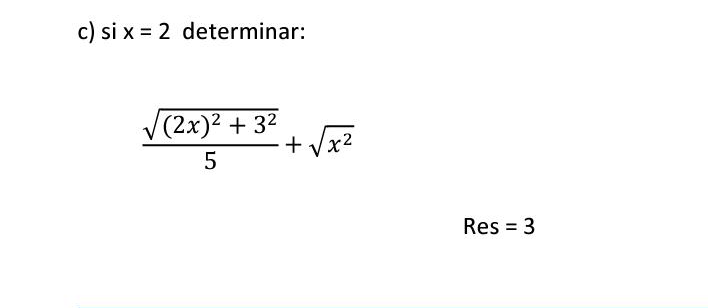 c) si x = 2 determinar:
√(2x)² + 3²
5
+ √x²
Res = 3